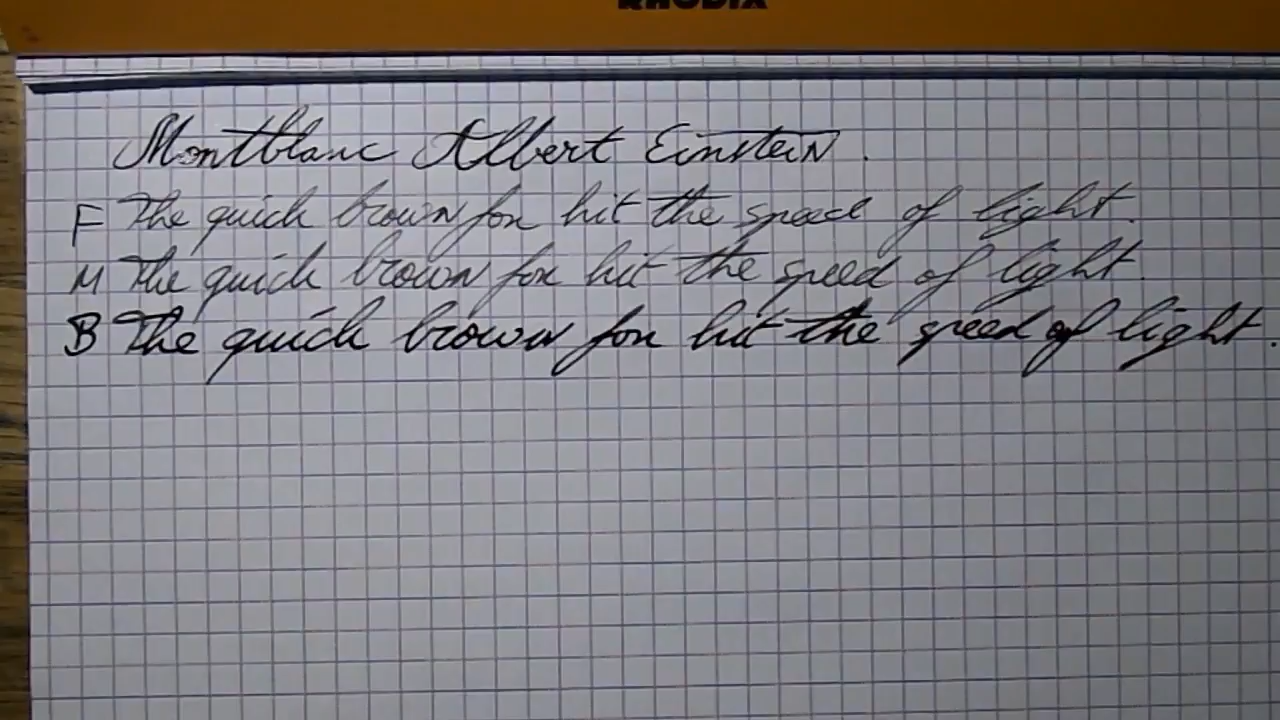 RHODIA
Montblanc Albert Einstein.
F The quick brown fox hit the speed of light.
M The quick brown fox hit the speed of light.
B The quick brown fox hit the speed of light.